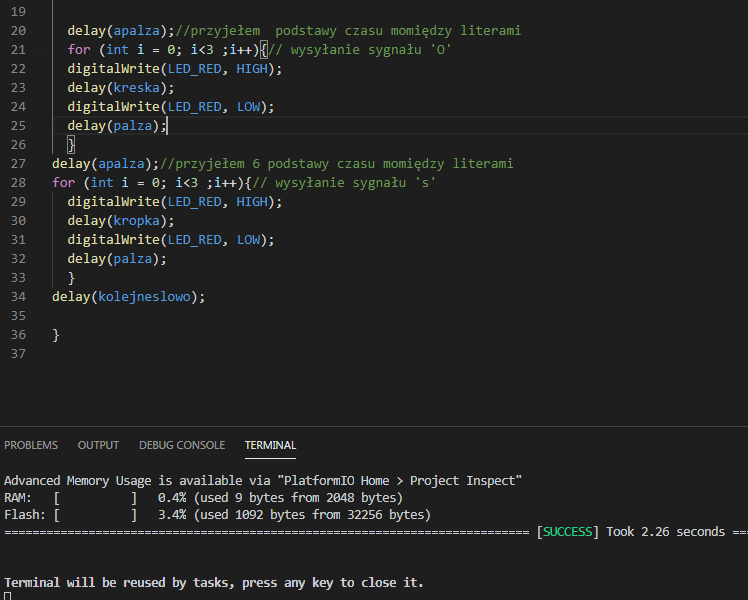 19
20 delay(apalza);//przyjełem  podstawy czasu momiędzy literami
21 for (int i = 0; i<3 ;i++){// wysyłanie sygnału 'O'
22 digitalWrite(LED_RED, HIGH);
23 delay(kreska);
24 digitalWrite(LED_RED, LOW);
25 delay(palza);
26 }
27 delay(apalza);//przyjełem 6 podstawy czasu momiędzy literami
28 for (int i = 0; i<3 ;i++){// wysyłanie sygnału 's'
29 digitalWrite(LED_RED, HIGH);
30 delay(kropka);
31 digitalWrite(LED_RED, LOW);
32 delay(palza);
33 }
34 delay(kolejneslowo);
35
36 }
37
PROBLEMS OUTPUT DEBUG CONSOLE TERMINAL
Advanced Memory Usage is available via "PlatformIO Home > Project Inspect"
RAM:   [          ]   0.4% (used 9 bytes from 2048 bytes)
Flash: [          ]   3.4% (used 1092 bytes from 32256 bytes)
==================================================================== [SUCCESS] Took 2.26 seconds ==
Terminal will be reused by tasks, press any key to close it.